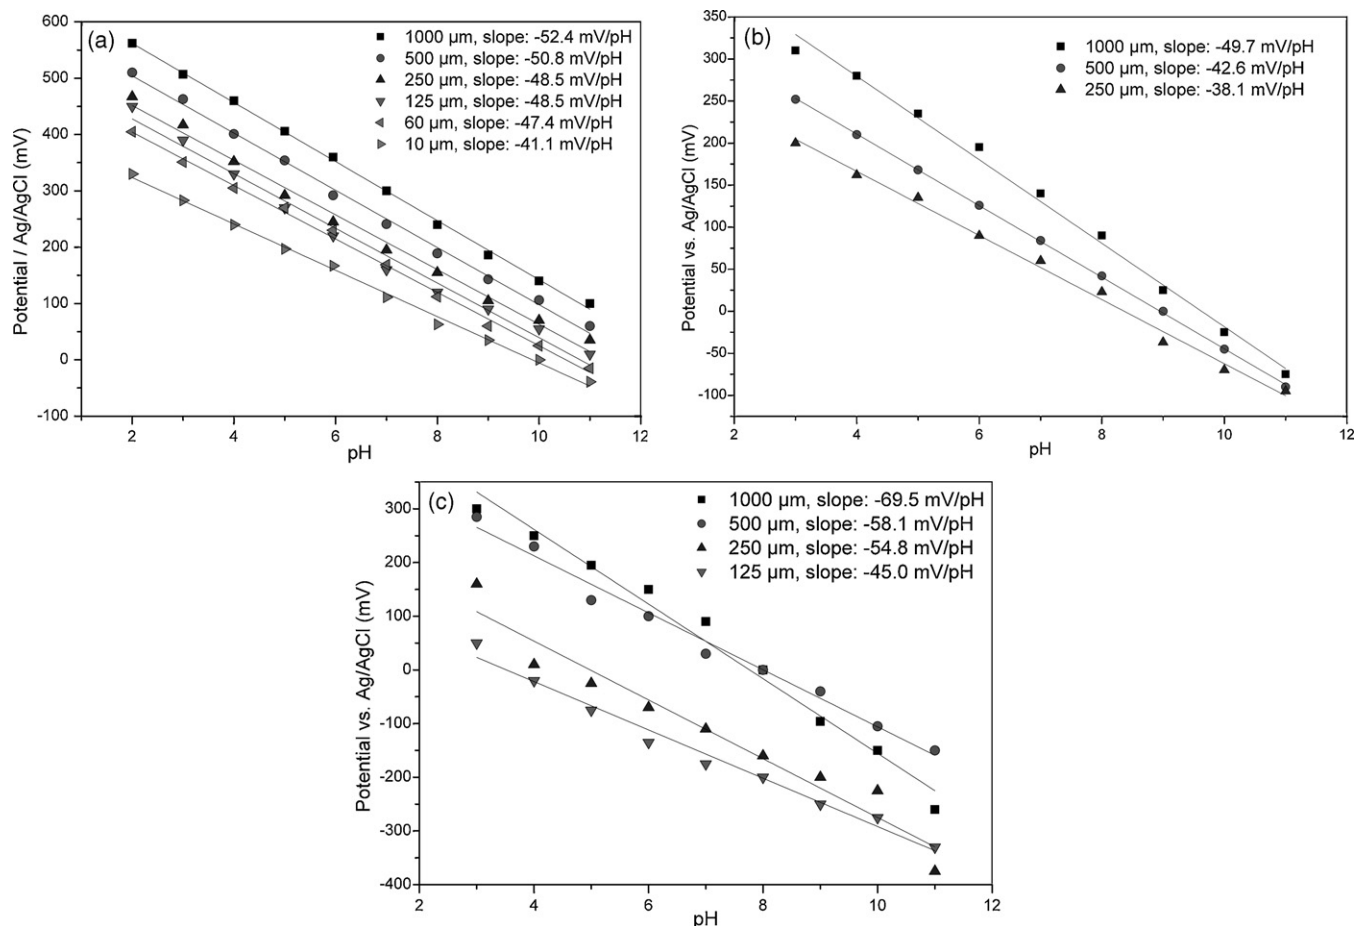 (a)
1000 μm, slope: -52.4 mV/pH
500 μm, slope: -50.8 mV/pH
250 μm, slope: -48.5 mV/pH
125 μm, slope: -48.5 mV/pH
60 μm, slope: -47.4 mV/pH
10 μm, slope: -41.1 mV/pH
Potential / Ag/AgCl (mV)
600
500
400
300
200
100
0
-100
2 4 6 8 10 12
pH
(b)
1000 μm, slope: -49.7 mV/pH
500 μm, slope: -42.6 mV/pH
250 μm, slope: -38.1 mV/pH
Potential vs. Ag/AgCl (mV)
350
300
250
200
150
100
50
0
-50
-100
2 4 6 8 10 12
pH
(c)
1000 μm, slope: -69.5 mV/pH
500 μm, slope: -58.1 mV/pH
250 μm, slope: -54.8 mV/pH
125 μm, slope: -45.0 mV/pH
Potential vs. Ag/AgCl (mV)
300
200
100
0
-100
-200
-300
-400
2 4 6 8 10 12
pH